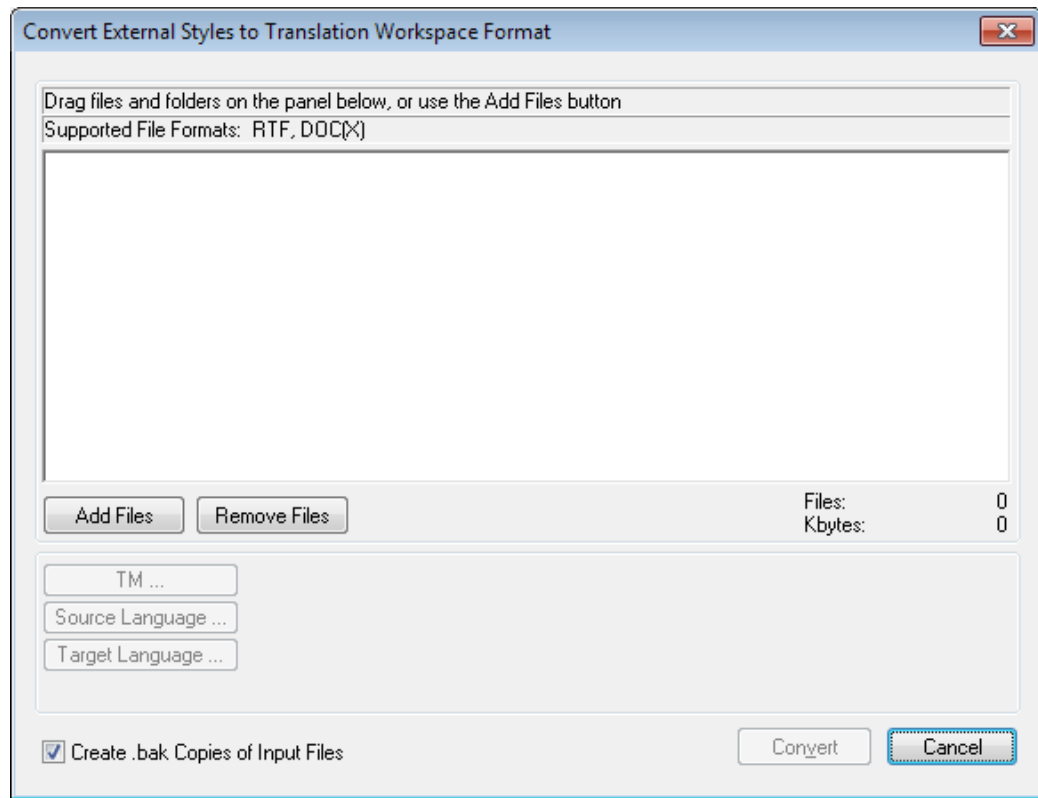 Convert External Styles to Translation Workspace Format
Drag files and folders on the panel below, or use the Add Files button
Supported File Formats:  RTF, DOC(X)
Add Files
Remove Files
Files: 0
Kbytes: 0
TM ...
Source Language ...
Target Language ...
Create .bak Copies of Input Files
Convert
Cancel